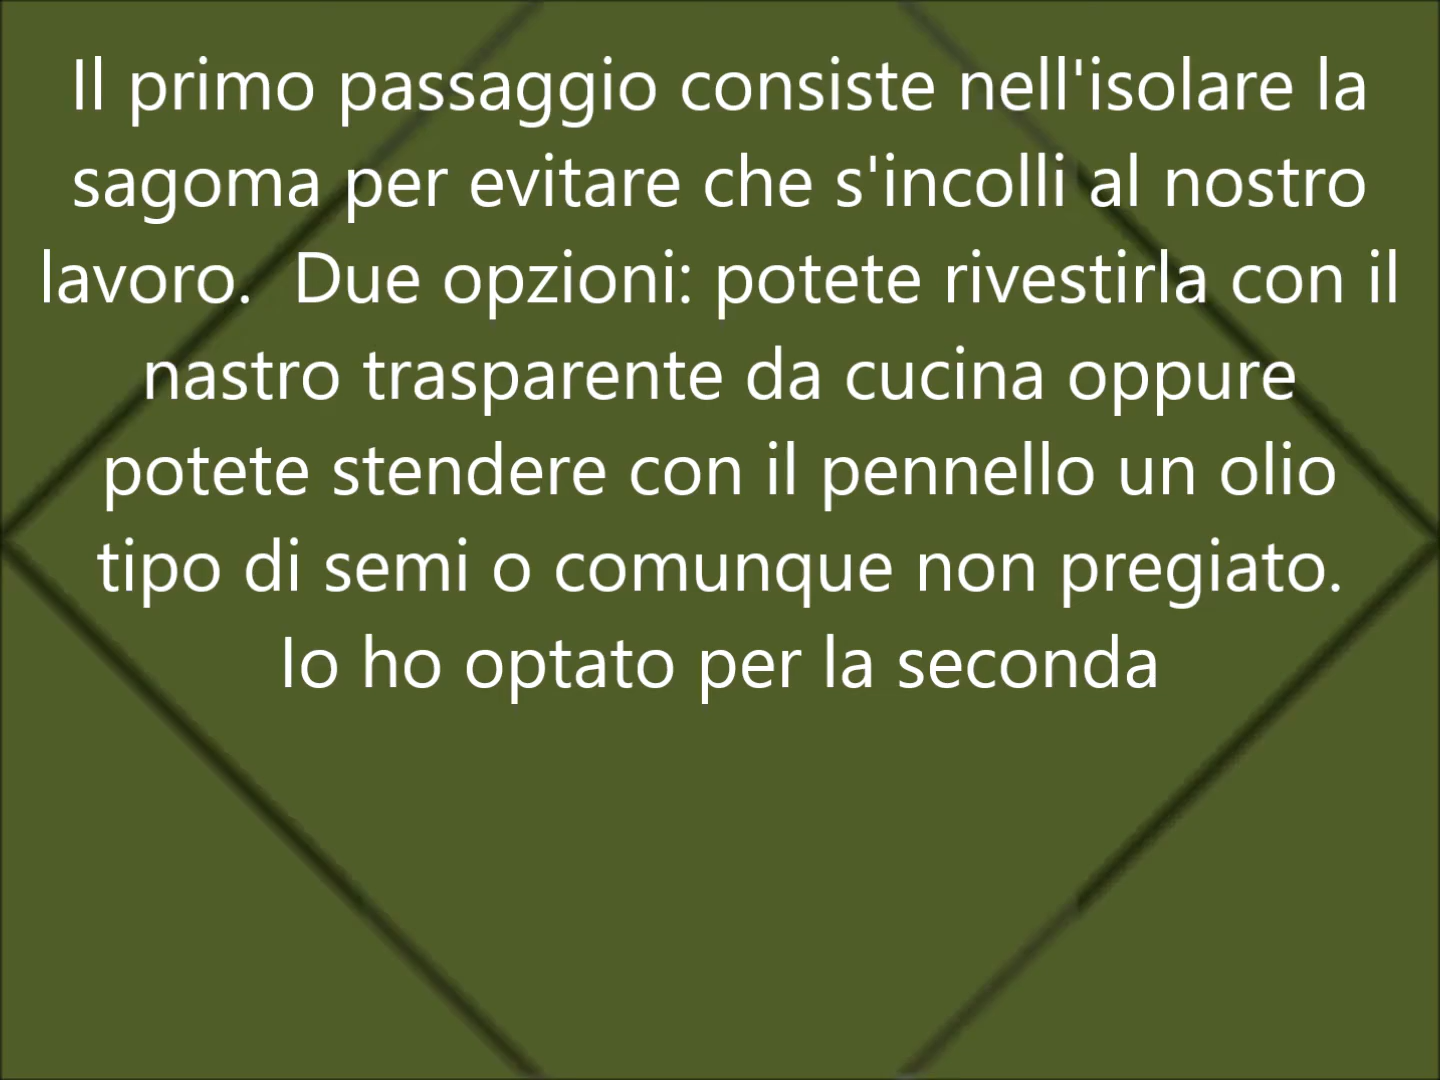 Il primo passaggio consiste nell'isolare la
sagoma per evitare che s'incolli al nostro
lavoro.  Due opzioni: potete rivestirla con il
nastro trasparente da cucina oppure
potete stendere con il pennello un olio
tipo di semi o comunque non pregiato.
Io ho optato per la seconda